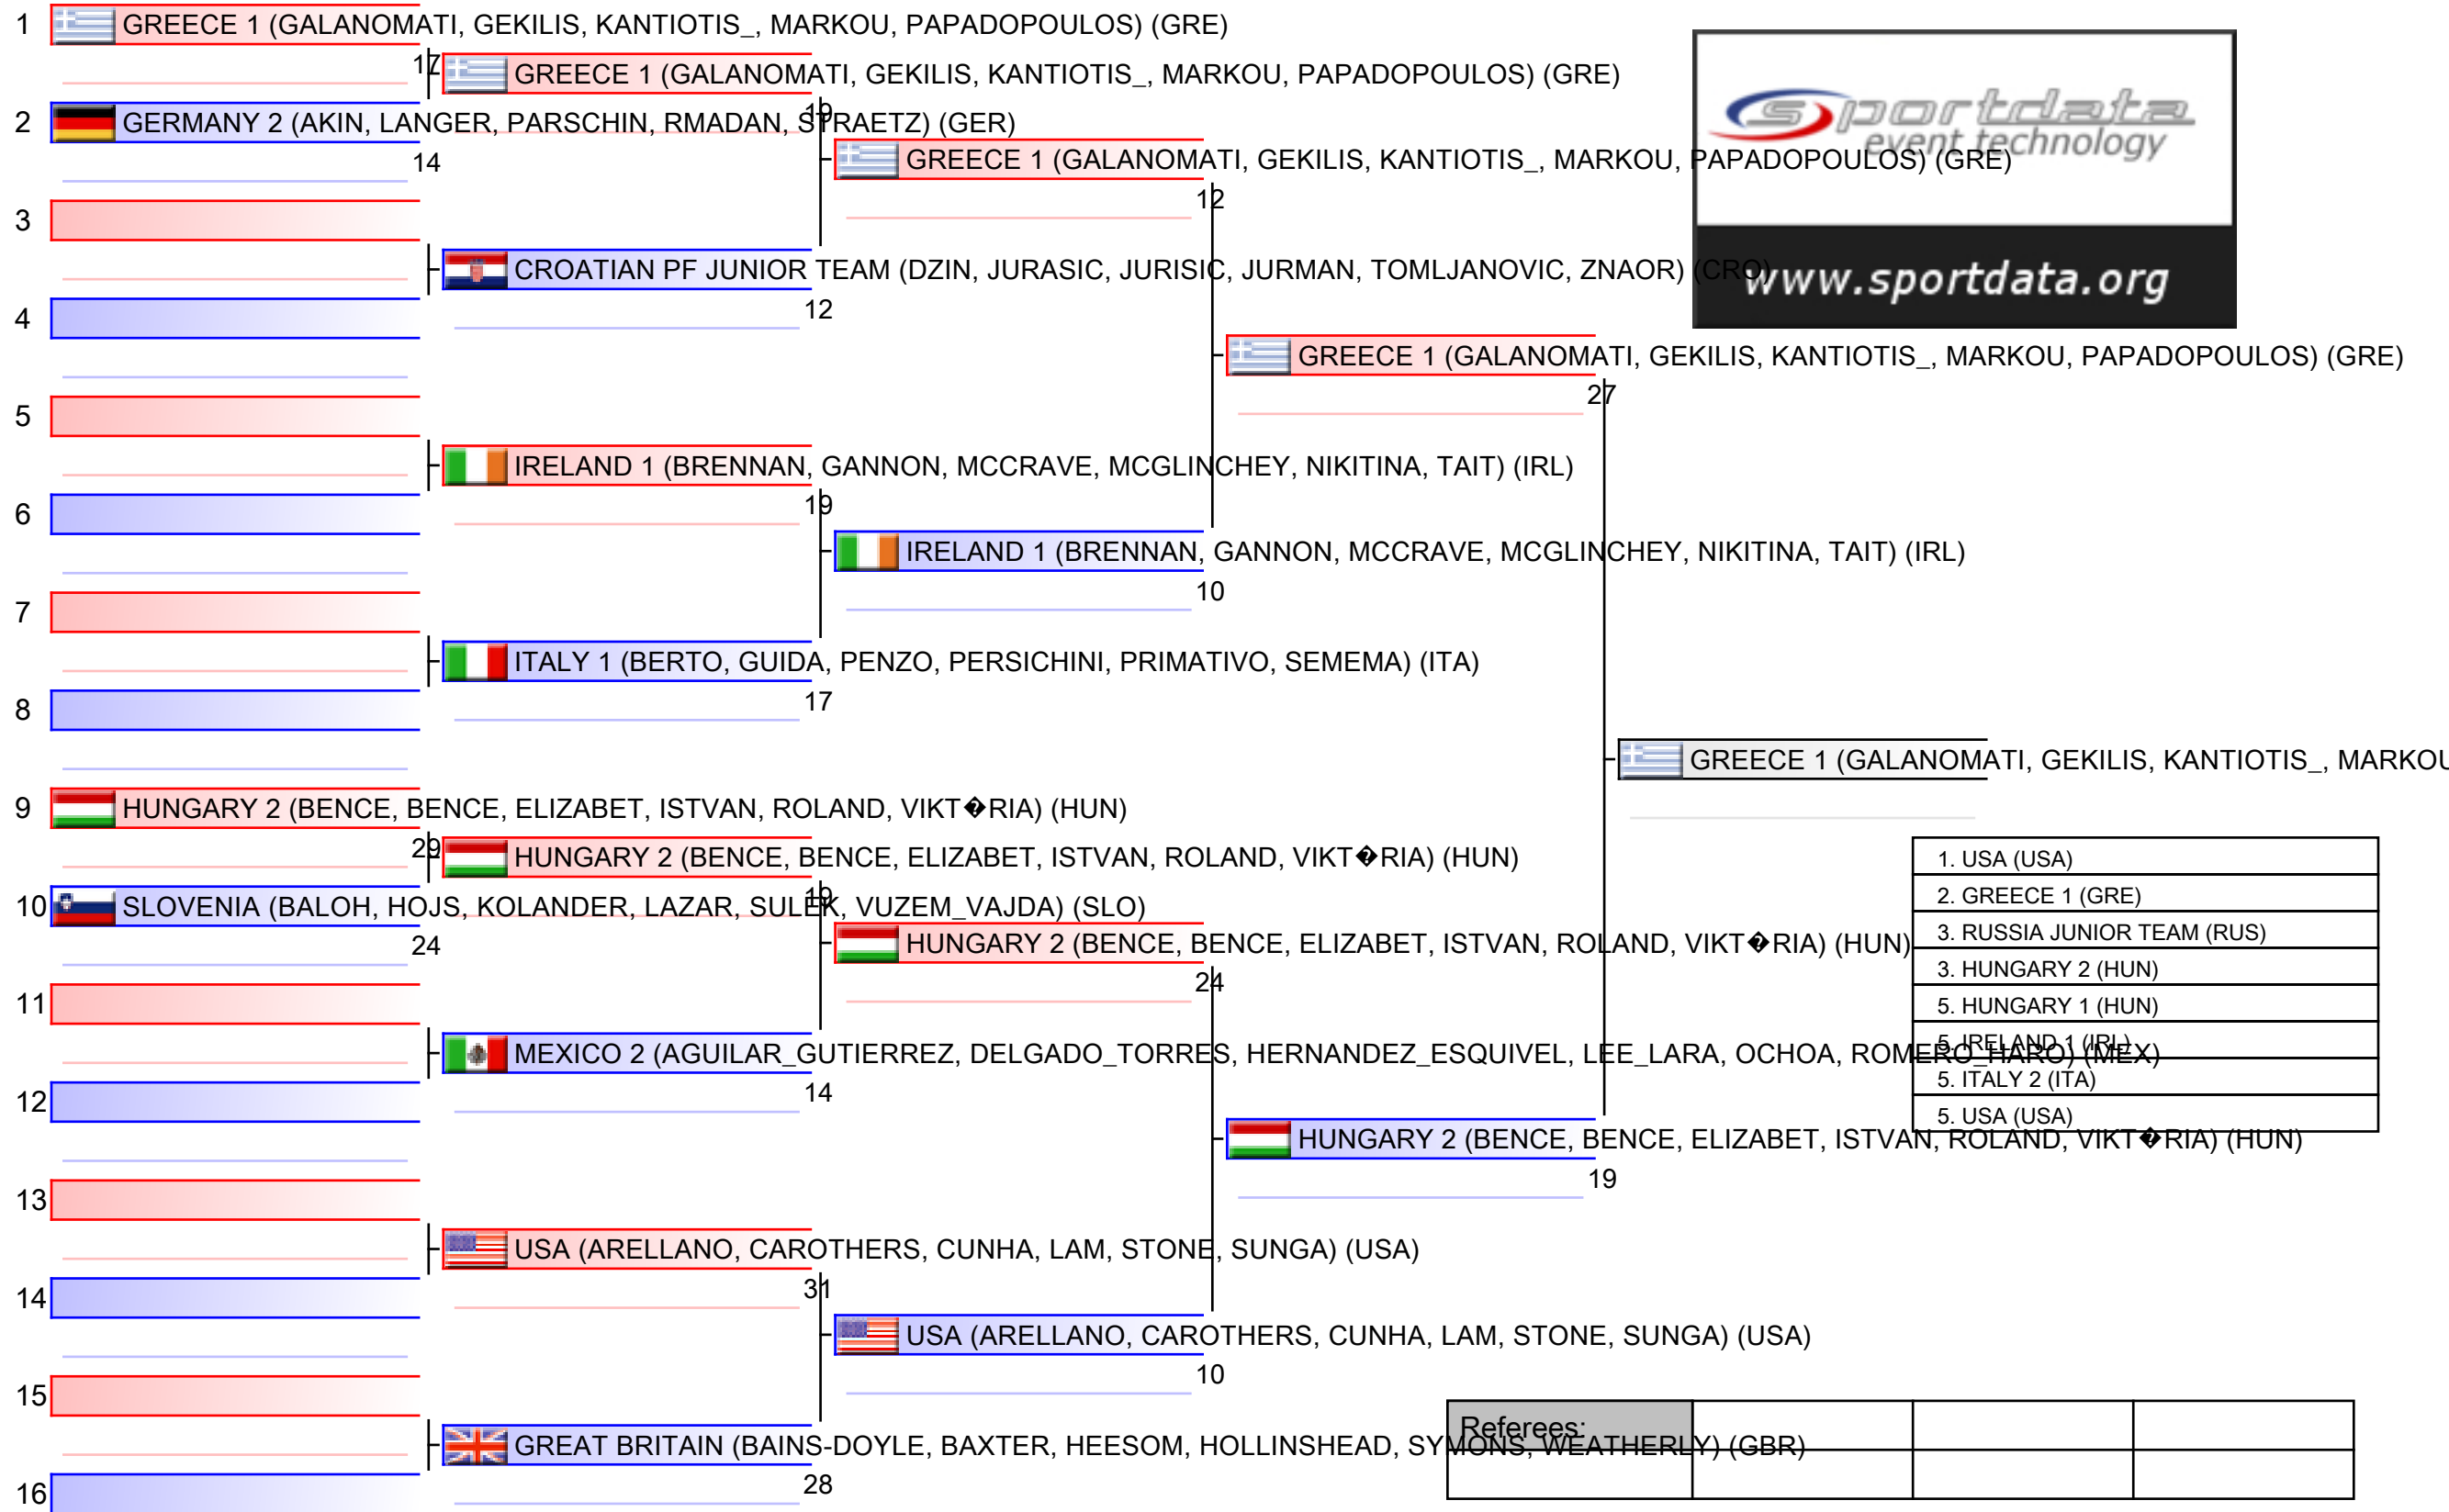 1 GREECE 1 (GALANOMATI, GEKILIS, KANTIOTIS_, MARKOU, PAPADOPOULOS) (GRE)
17
GREECE 1 (GALANOMATI, GEKILIS, KANTIOTIS_, MARKOU, PAPADOPOULOS) (GRE)
19
2 GERMANY 2 (AKIN, LANGER, PARSCHIN, RMADAN, STRAETZ) (GER)
14
sportdata
event technology
GREECE 1 (GALANOMATI, GEKILIS, KANTIOTIS_, MARKOU, PAPADOPOULOS) (GRE)
12
3
CROATIAN PF JUNIOR TEAM (DZIN, JURASIC, JURISIC, JURMAN, TOMLJANOVIC, ZNAOR) (CRO)
12
www.sportdata.org
4
GREECE 1 (GALANOMATI, GEKILIS, KANTIOTIS_, MARKOU, PAPADOPOULOS) (GRE)
27
5
IRELAND 1 (BRENNAN, GANNON, MCCRAVE, MCGLINCHEY, NIKITINA, TAIT) (IRL)
19
6
IRELAND 1 (BRENNAN, GANNON, MCCRAVE, MCGLINCHEY, NIKITINA, TAIT) (IRL)
10
7
ITALY 1 (BERTO, GUIDA, PENZO, PERSICHINI, PRIMATIVO, SEMEMA) (ITA)
17
8
GREECE 1 (GALANOMATI, GEKILIS, KANTIOTIS_, MARKOU
9 HUNGARY 2 (BENCE, BENCE, ELIZABET, ISTVAN, ROLAND, VIKT�RIA) (HUN)
29
HUNGARY 2 (BENCE, BENCE, ELIZABET, ISTVAN, ROLAND, VIKT�RIA) (HUN)
19
10 SLOVENIA (BALOH, HOJS, KOLANDER, LAZAR, SULEK, VUZEM_VAJDA) (SLO)
24
HUNGARY 2 (BENCE, BENCE, ELIZABET, ISTVAN, ROLAND, VIKT�RIA) (HUN)
24
1. USA (USA)
2. GREECE 1 (GRE)
3. RUSSIA JUNIOR TEAM (RUS)
3. HUNGARY 2 (HUN)
5. HUNGARY 1 (HUN)
5. IRELAND 1 (IRL)
5. ITALY 2 (ITA)
5. USA (USA)
11
MEXICO 2 (AGUILAR_GUTIERREZ, DELGADO_TORRES, HERNANDEZ_ESQUIVEL, LEE_LARA, OCHOA, ROMERO_HARO) (MEX)
14
12
HUNGARY 2 (BENCE, BENCE, ELIZABET, ISTVAN, ROLAND, VIKT�RIA) (HUN)
19
13
USA (ARELLANO, CAROTHERS, CUNHA, LAM, STONE, SUNGA) (USA)
31
14
USA (ARELLANO, CAROTHERS, CUNHA, LAM, STONE, SUNGA) (USA)
10
15
Referees:
GREAT BRITAIN (BAINS-DOYLE, BAXTER, HEESOM, HOLLINSHEAD, SYMONS, WEATHERLY) (GBR)
28
16